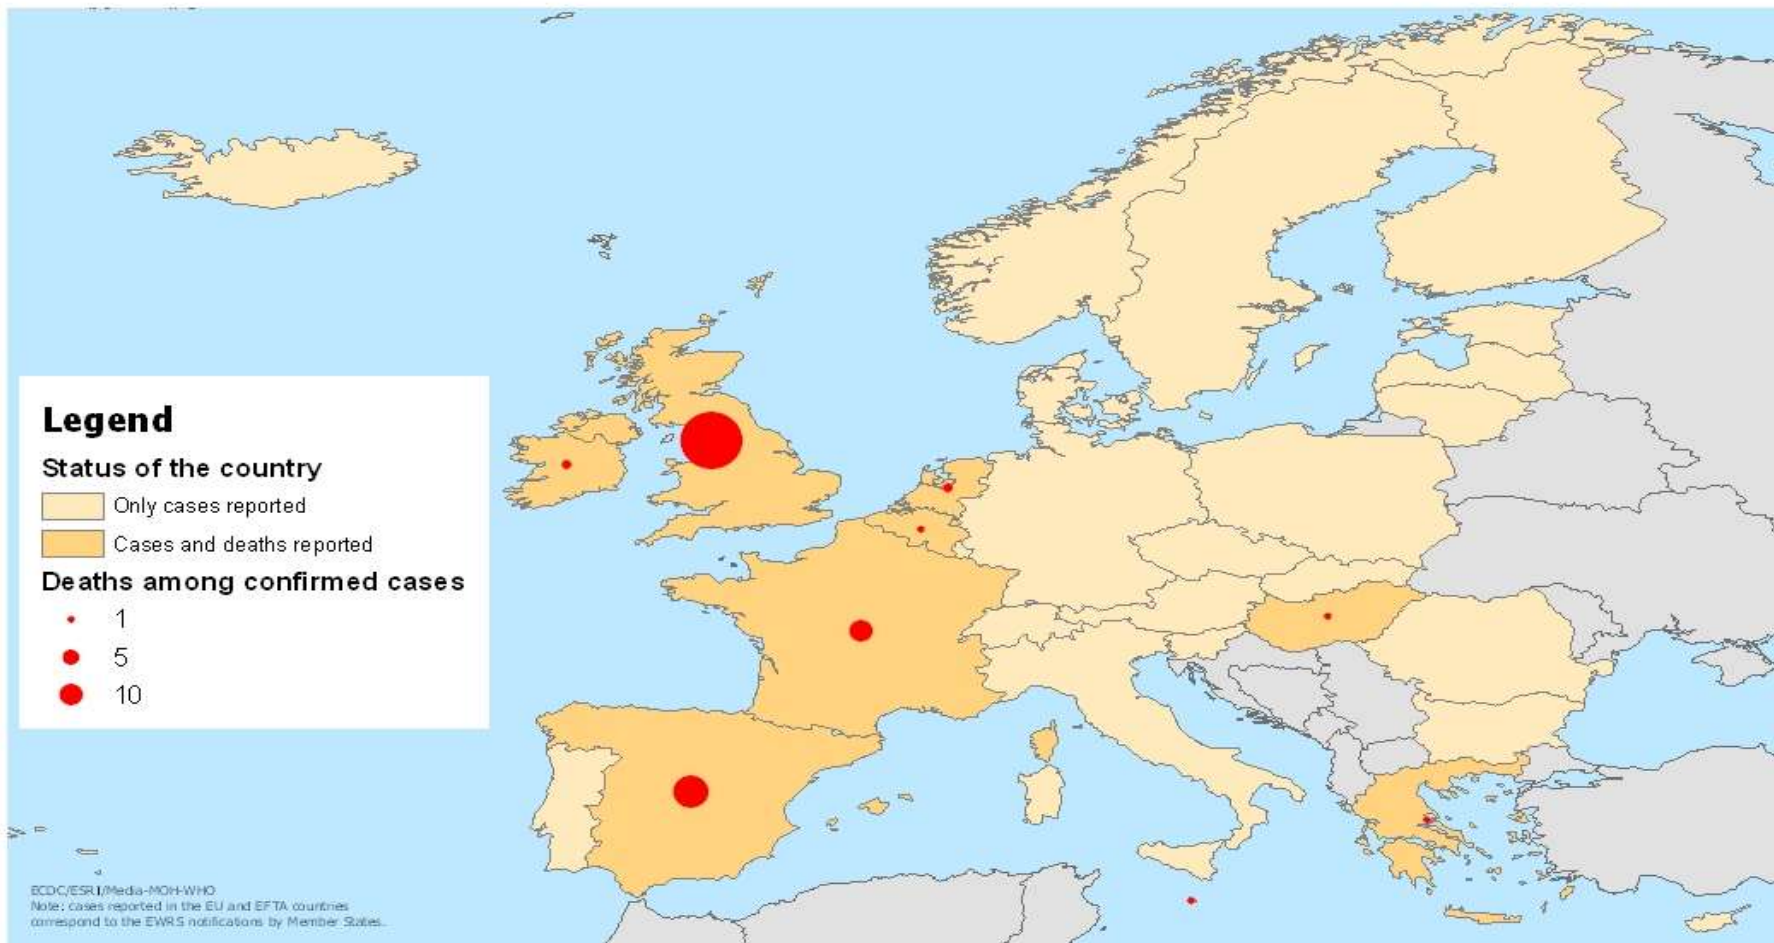 Legend
Status of the country
Only cases reported
Cases and deaths reported
Deaths among confirmed cases
1
5
10
ECDC/ESRI/Media-MOH-WHO
Note: cases reported in the EU and EFTA countries
correspond to the EWRS notifications by Member States.